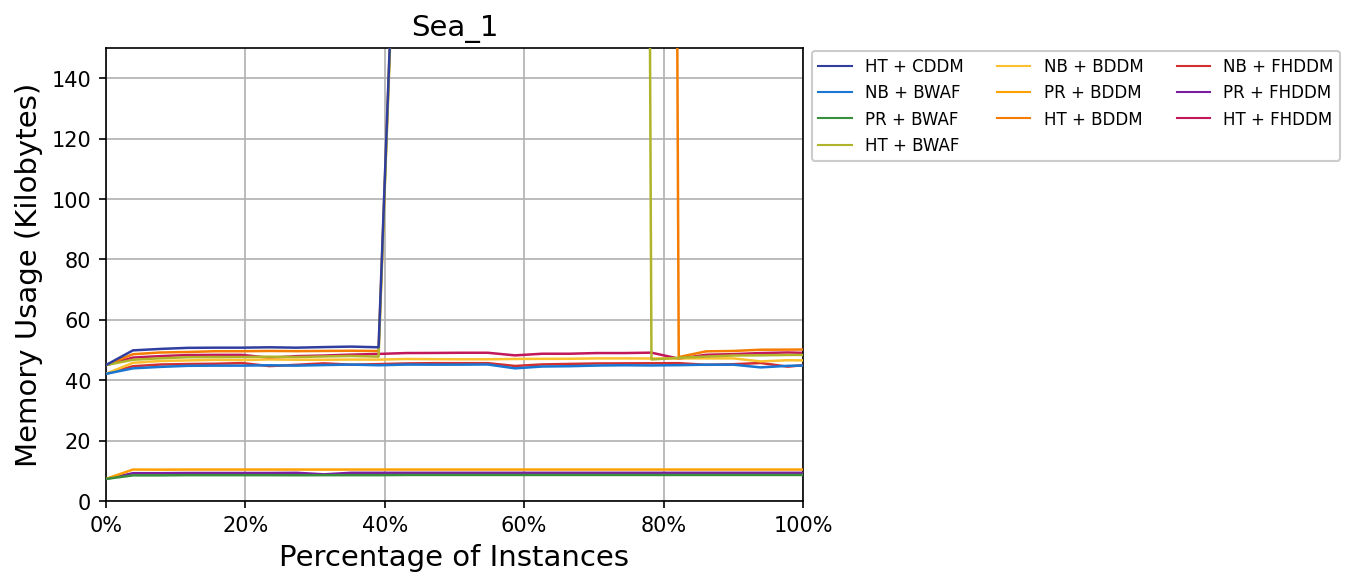 Sea_1
Memory Usage (Kilobytes)
140
120
100
80
60
40
20
0
0% 20% 40% 60% 80% 100%
Percentage of Instances
HT + CDDM NB + BDDM NB + FHDDM
NB + BWAF PR + BDDM PR + FHDDM
PR + BWAF HT + BDDM HT + FHDDM
HT + BWAF